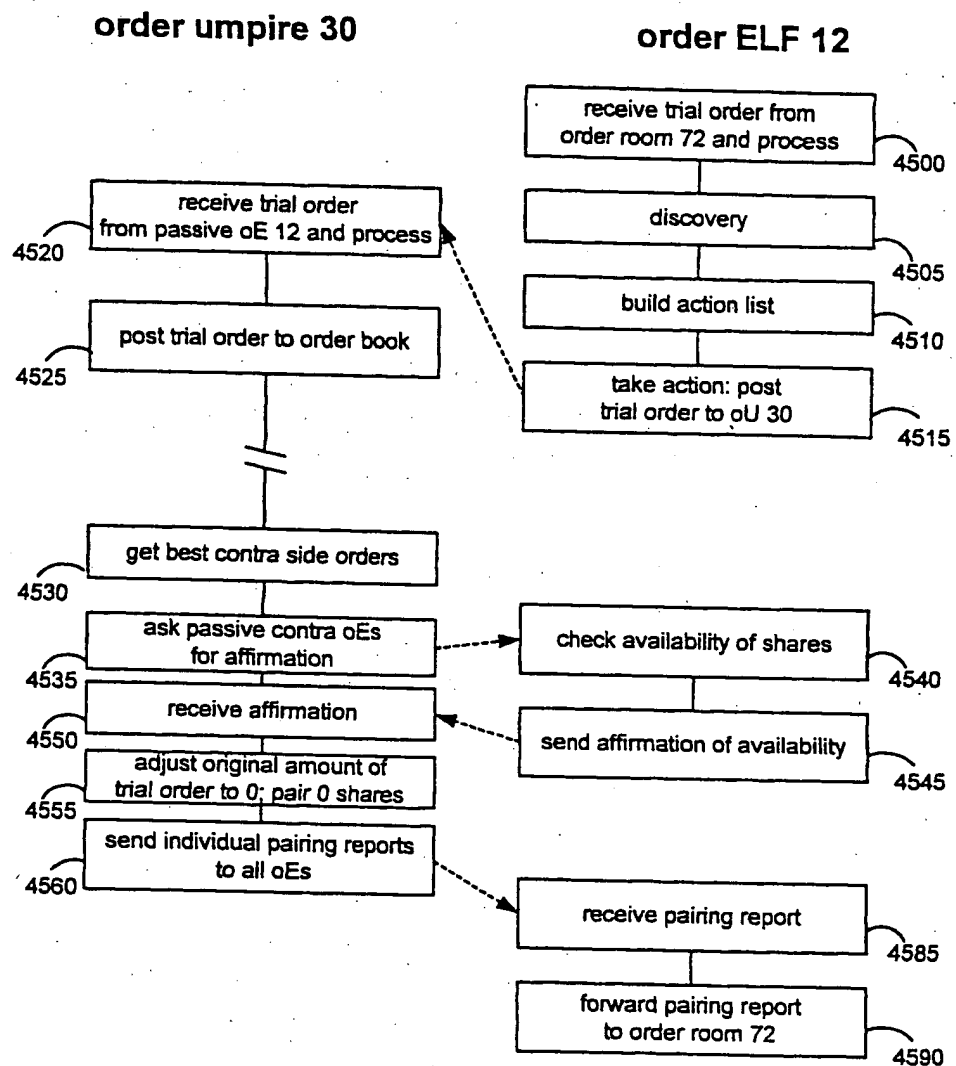 order umpire 30
order ELF 12
receive trial order from
order room 72 and process
4500
discovery
4505
build action list
4510
take action: post
trial order to oU 30
4515
receive trial order
from passive oE 12 and process
4520
post trial order to order book
4525
get best contra side orders
4530
ask passive contra oEs
for affirmation
4535
check availability of shares
4540
send affirmation of availability
4545
receive affirmation
4550
adjust original amount of
trial order to 0; pair 0 shares
4555
send individual pairing reports
to all oEs
4560
receive pairing report
4585
forward pairing report
to order room 72
4590